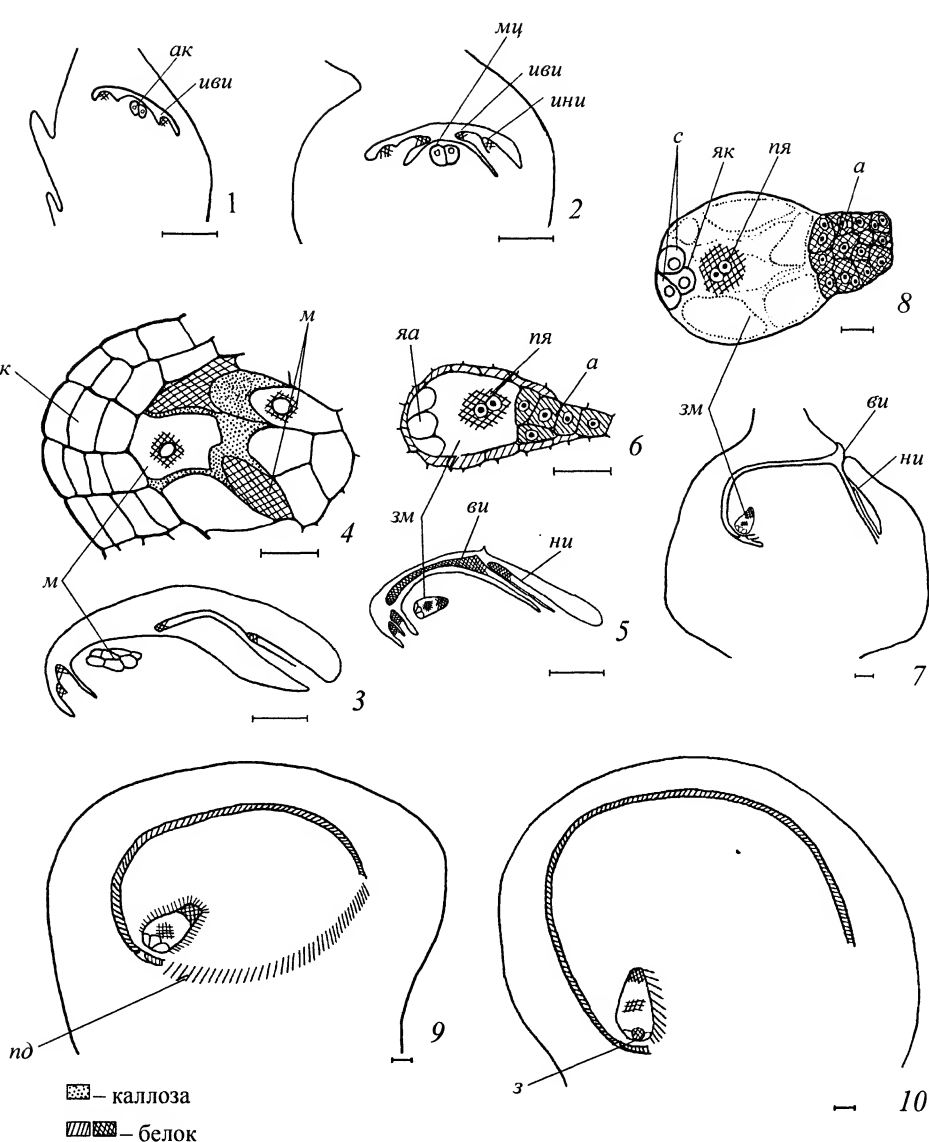 ак
иви
1
мц
иви
ини
2
с
як
пя
а
8
м
к
4
яа
пя
а
6
зм
зм
ви
ни
7
м
3
ви
ни
5
пд
9
з
10
– каллоза
– белок